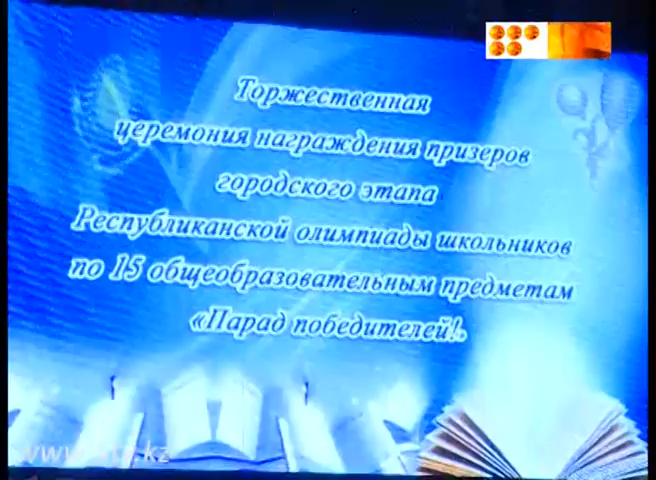 Торжественная
церемония награждения призеров
городского этапа
Республиканской олимпиады школьников
по 15 общеобразовательным предметам
«Парад победителей!»